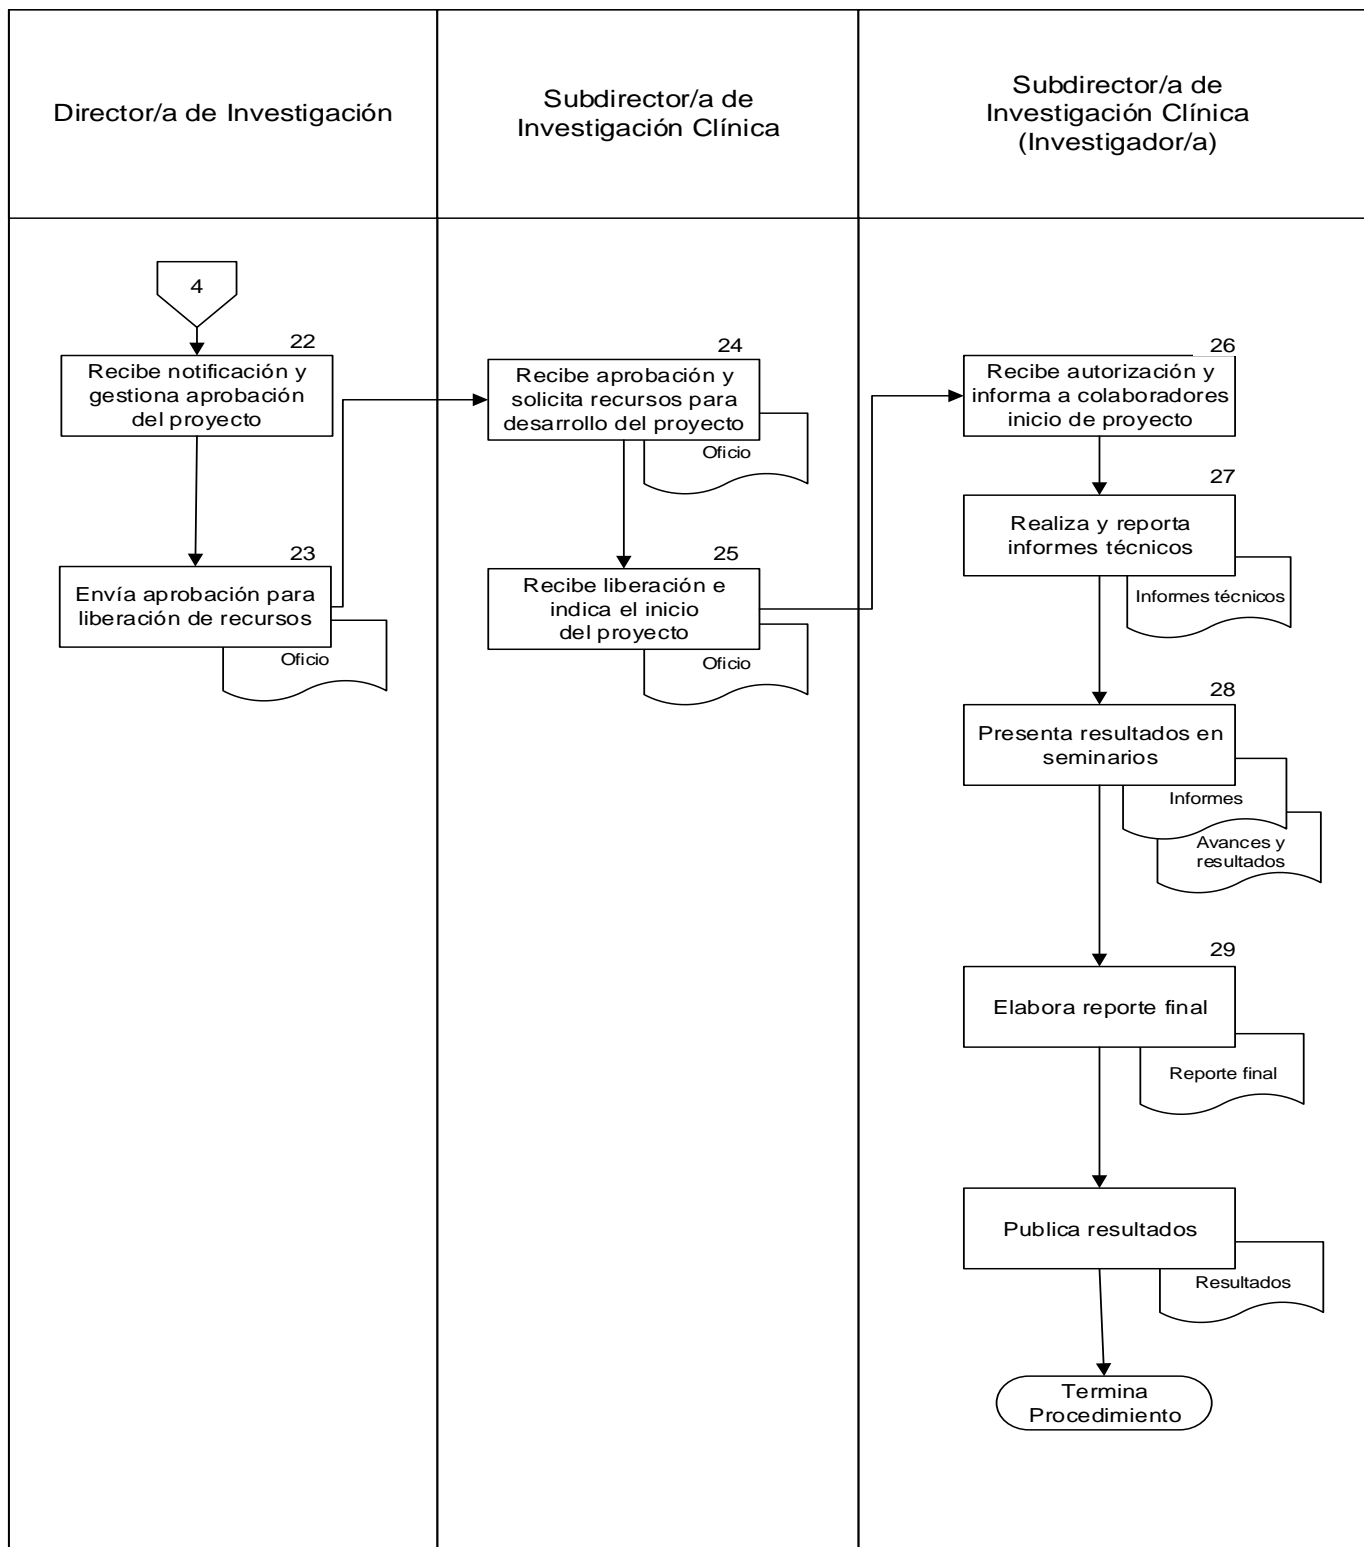 Director/a de Investigación
Subdirector/a de
Investigación Clínica
Subdirector/a de
Investigación Clínica
(Investigador/a)
4
22
Recibe notificación y
gestiona aprobación
del proyecto
23
Envía aprobación para
liberación de recursos
Oficio
24
Recibe aprobación y
solicita recursos para
desarrollo del proyecto
Oficio
25
Recibe liberación e
indica el inicio
del proyecto
Oficio
26
Recibe autorización y
informa a colaboradores
inicio de proyecto
27
Realiza y reporta
informes técnicos
Informes técnicos
28
Presenta resultados en
seminarios
Informes
Avances y
resultados
29
Elabora reporte final
Reporte final
Publica resultados
Resultados
Termina
Procedimiento